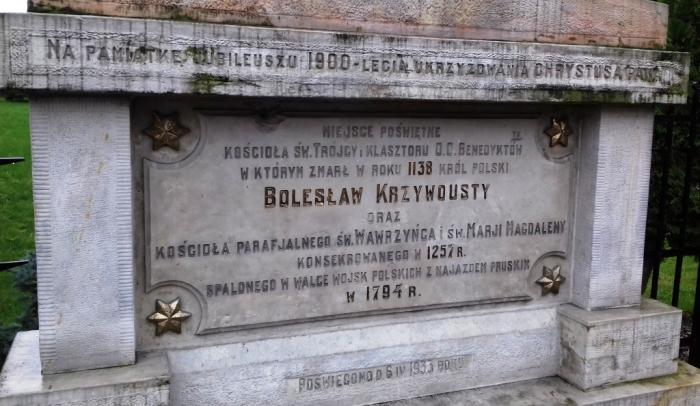 NA PAMIĄTKĘ JUBILEUSZU 1900-LECIA UKRZYŻOWANIA CHRYSTUSA PANA
MIEJSCE POŚWIĘTNE
KOŚCIOŁA ŚW. TRÓJCY I KLASZTORU O.O. BENEDYKTÓW
W KTÓRYM ZMARŁ W ROKU 1138 KRÓL POLSKI
BOLESŁAW KRZYWOUSTY
ORAZ
KOŚCIOŁA PARAFJALNEGO ŚW. WAWRZYŃCA I ŚW. MARJI MAGDALENY
KONSEKROWANEGO W 1257 R.
SPALONEGO W WALCE WOJSK POLSKICH Z NAJAZDEM PRUSKIM
W 1794 R.
POŚWIĘCONO D 6 IV 1933 ROKU